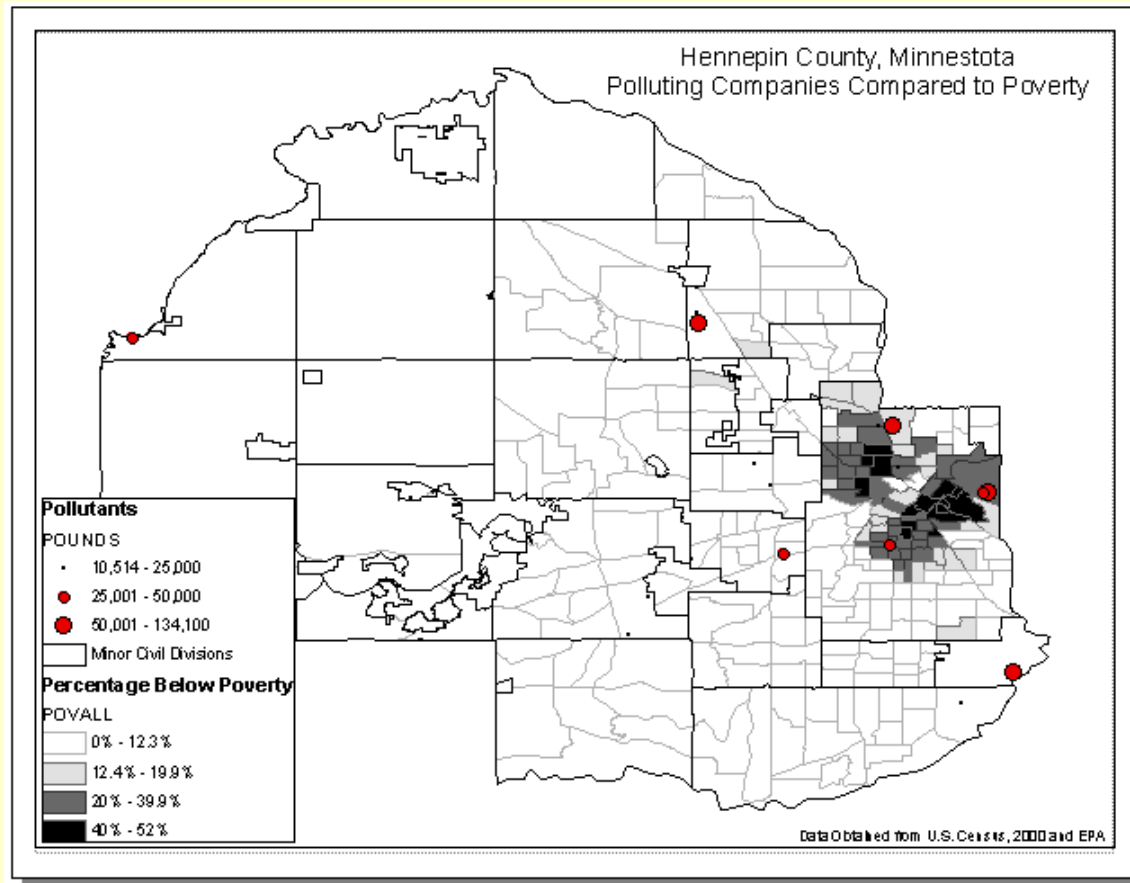 Hennepin County, Minnestota
Polluting Companies Compared to Poverty
Pollutants
POUNDS
10,514 - 25,000
25,001 - 50,000
50,001 - 134,100
Minor Civil Divisions
Percentage Below Poverty
POVALL
0% - 12.3%
12.4% - 19.9%
20% - 39.9%
40% - 52%
Data Obtained from U.S. Census, 2000 and EPA